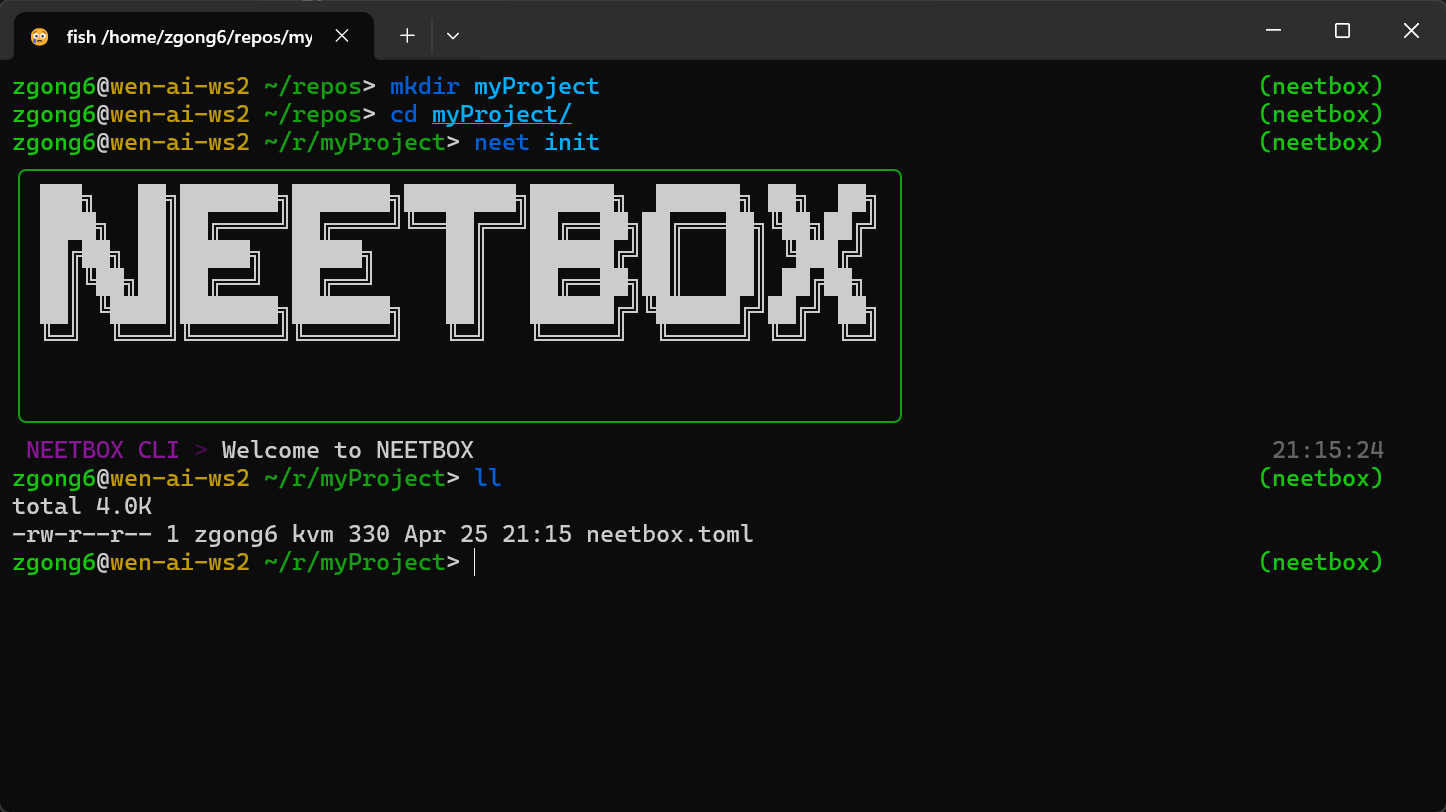 fish /home/zgong6/repos/my
zgong6@wen-ai-ws2 ~/repos> mkdir myProject (neetbox)
zgong6@wen-ai-ws2 ~/repos> cd myProject/ (neetbox)
zgong6@wen-ai-ws2 ~/r/myProject> neet init (neetbox)
NEETBOX
NEETBOX CLI > Welcome to NEETBOX 21:15:24
zgong6@wen-ai-ws2 ~/r/myProject> ll (neetbox)
total 4.0K
-rw-r--r-- 1 zgong6 kvm 330 Apr 25 21:15 neetbox.toml
zgong6@wen-ai-ws2 ~/r/myProject> (neetbox)